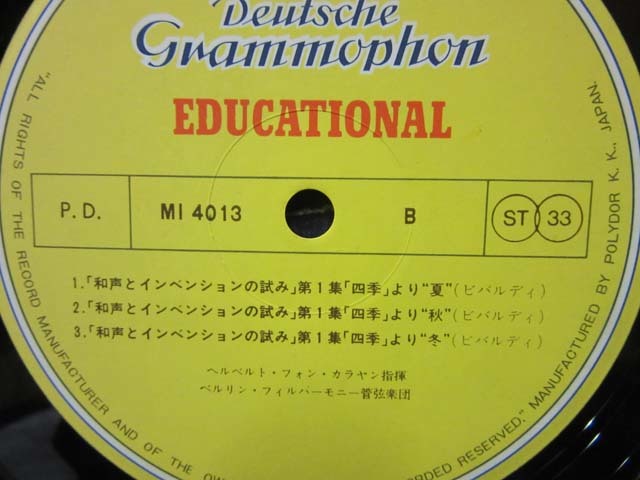 Deutsche
Grammophon
EDUCATIONAL
P.D. MI 4013 B ST 33
1.「和声とインベンションの試み」第1集「四季」より“夏”(ビバルディ)
2.「和声とインベンションの試み」第1集「四季」より“秋”(ビバルディ)
3.「和声とインベンションの試み」第1集「四季」より“冬”(ビバルディ)
ヘルベルト・フォン・カラヤン指揮
ベルリン・フィルハーモニー管弦楽団
"ALL RIGHTS OF THE RECORD MANUFACTURER AND OF THE OW
ORDED RESERVED." MANUFACTURED BY POLYDOR K.K., JAPAN.